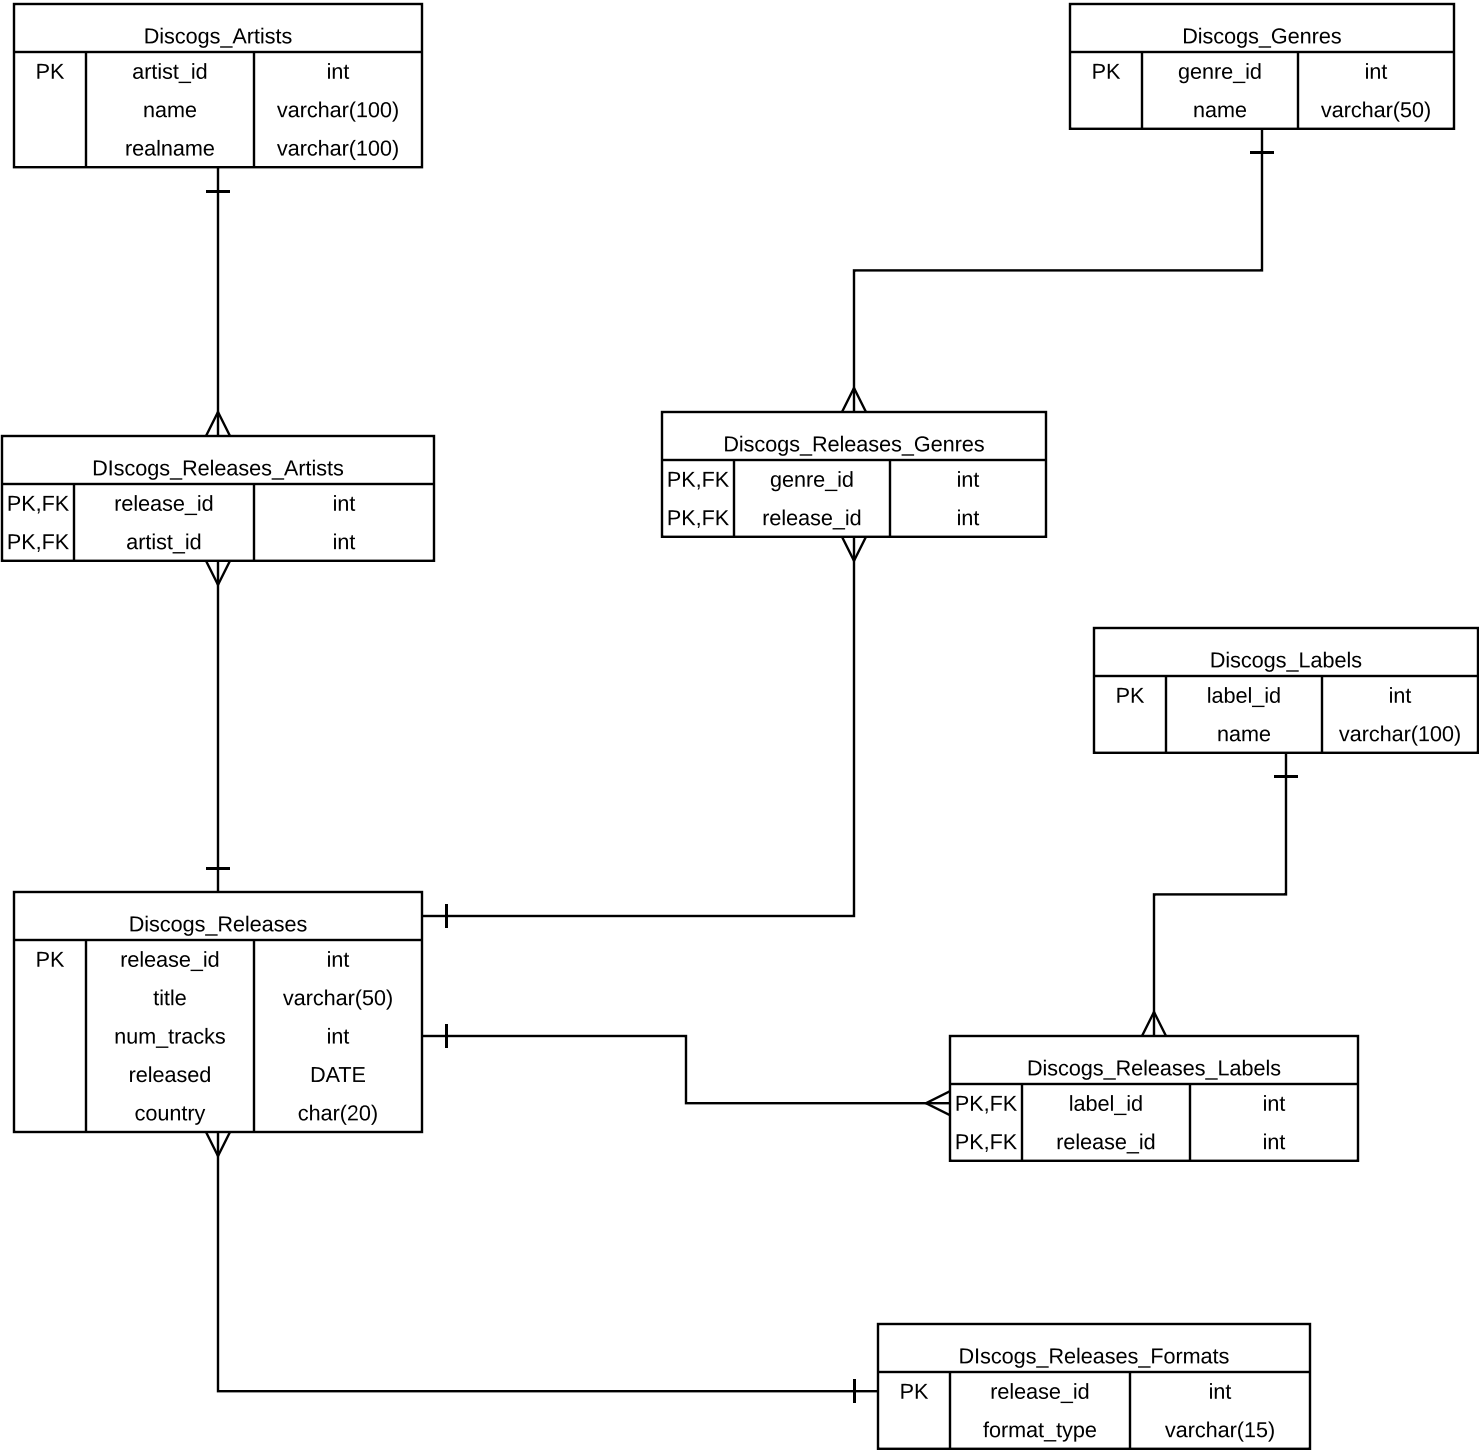 Discogs_Artists
PK artist_id int
name varchar(100)
realname varchar(100)
Discogs_Genres
PK genre_id int
name varchar(50)
DIscogs_Releases_Artists
PK,FK release_id int
PK,FK artist_id int
Discogs_Releases_Genres
PK,FK genre_id int
PK,FK release_id int
Discogs_Labels
PK label_id int
name varchar(100)
Discogs_Releases
PK release_id int
title varchar(50)
num_tracks int
released DATE
country char(20)
Discogs_Releases_Labels
PK,FK label_id int
PK,FK release_id int
DIscogs_Releases_Formats
PK release_id int
format_type varchar(15)